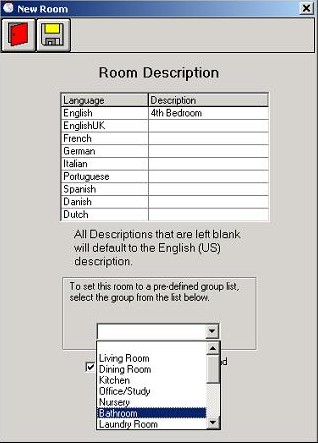 New Room
Room Description
Language Description
English 4th Bedroom
EnglishUK
French
German
Italian
Portuguese
Spanish
Danish
Dutch
All Descriptions that are left blank
will default to the English (US)
description.
To set this room to a pre-defined group list,
select the group from the list below.
Living Room
Dining Room
Kitchen
Office/Study
Nursery
Bathroom
Laundry Room